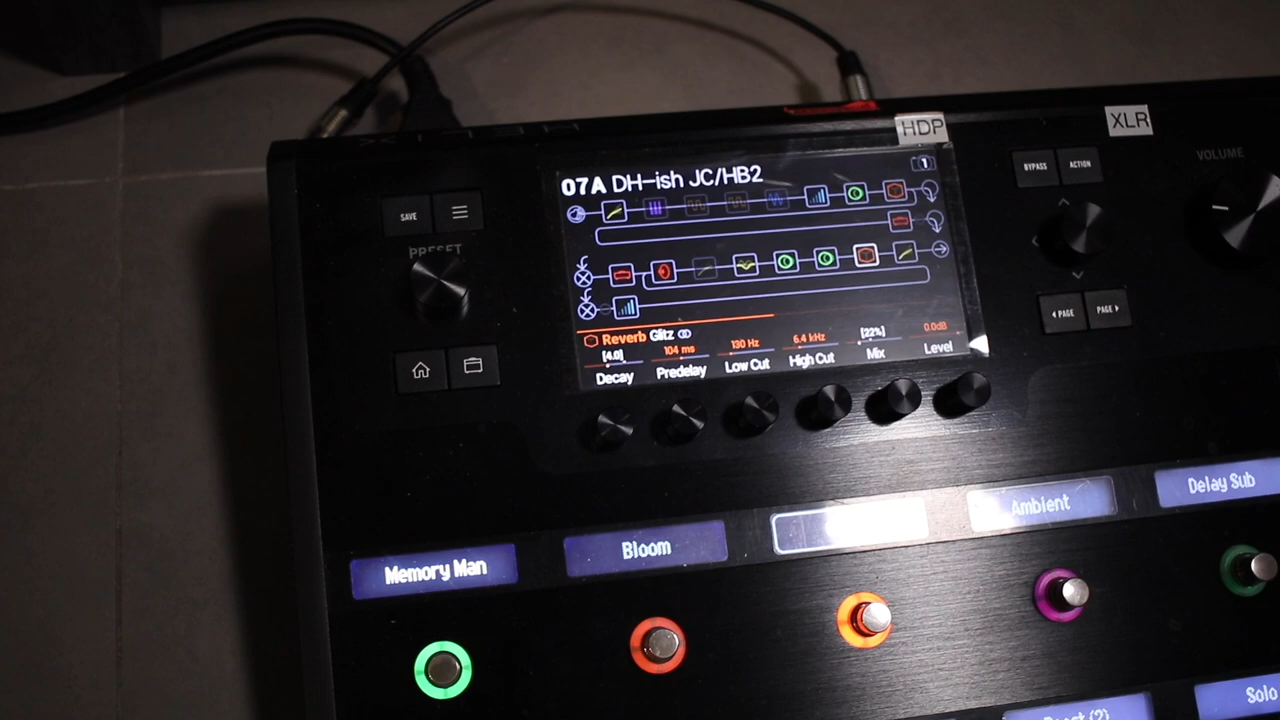 HDP
XLR
07A DH-ish JC/HB2
1
BYPASS
ACTION
VOLUME
SAVE
PRESET
Reverb Glitz
[4.0]
104 ms
130 Hz
6.4 kHz
[22%]
0.0dB
Decay
Predelay
Low Cut
High Cut
Mix
Level
PAGE
PAGE
Memory Man
Bloom
Ambient
Delay Sub
Boost (2)
Solo